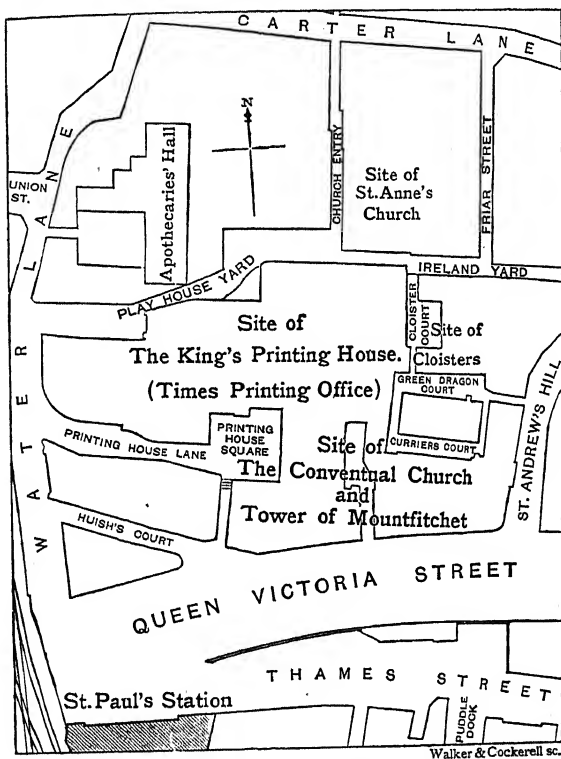 CARTER LANE
N
WATER LANE
UNION
ST.
Apothecaries' Hall
CHURCH ENTRY
Site of
St. Anne's
Church
FRIAR STREET
IRELAND YARD
PLAY HOUSE YARD
CLOISTER
COURT
Site of
Cloisters
Site of
The King's Printing House.
(Times Printing Office)
GREEN DRAGON
COURT
CURRIERS COURT
ST. ANDREW'S HILL
PRINTING
HOUSE
SQUARE
PRINTING HOUSE LANE
Site of
The Conventual Church
and
Tower of Mountfitchet
HUISH'S COURT
QUEEN VICTORIA STREET
THAMES STREET
St. Paul's Station
PUDDLE
DOCK
Walker & Cockerell sc.